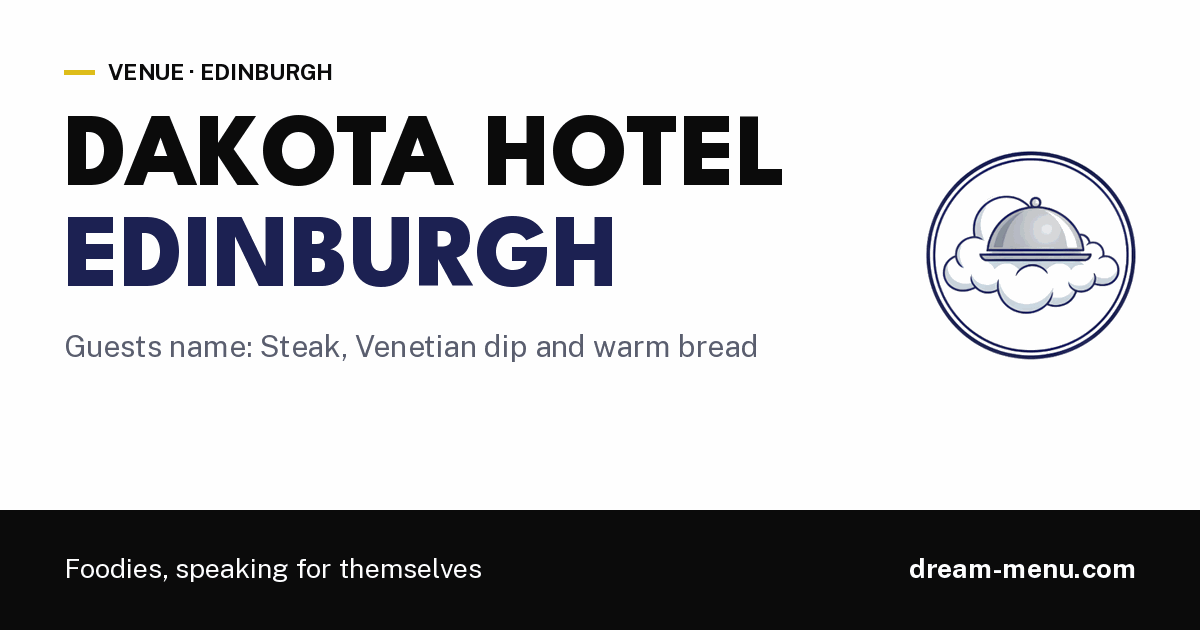 VENUE · EDINBURGH
DAKOTA HOTEL
EDINBURGH
Guests name: Steak, Venetian dip and warm bread
Foodies, speaking for themselves
dream-menu.com